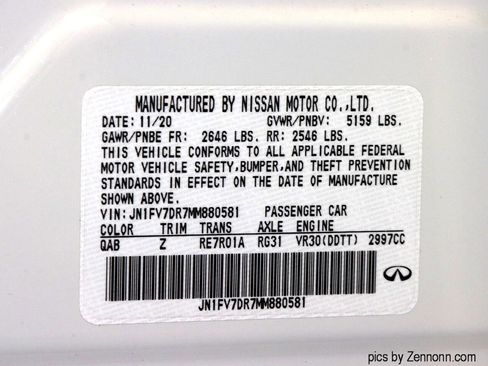 MANUFACTURED BY NISSAN MOTOR CO.,LTD.
DATE: 11/20 GVWR/PNBV: 5159 LBS.
GAWR/PNBE FR: 2646 LBS. RR: 2546 LBS.
THIS VEHICLE CONFORMS TO ALL APPLICABLE FEDERAL
MOTOR VEHICLE SAFETY,BUMPER,AND THEFT PREVENTION
STANDARDS IN EFFECT ON THE DATE OF MANUFACTURE
SHOWN ABOVE.
VIN: JN1FV7DR7MM880581 PASSENGER CAR
COLOR TRIM TRANS AXLE ENGINE
QAB Z RE7R01A RG31 VR30(DDTT) 2997CC
JN1FV7DR7MM880581
pics by Zennonn.com